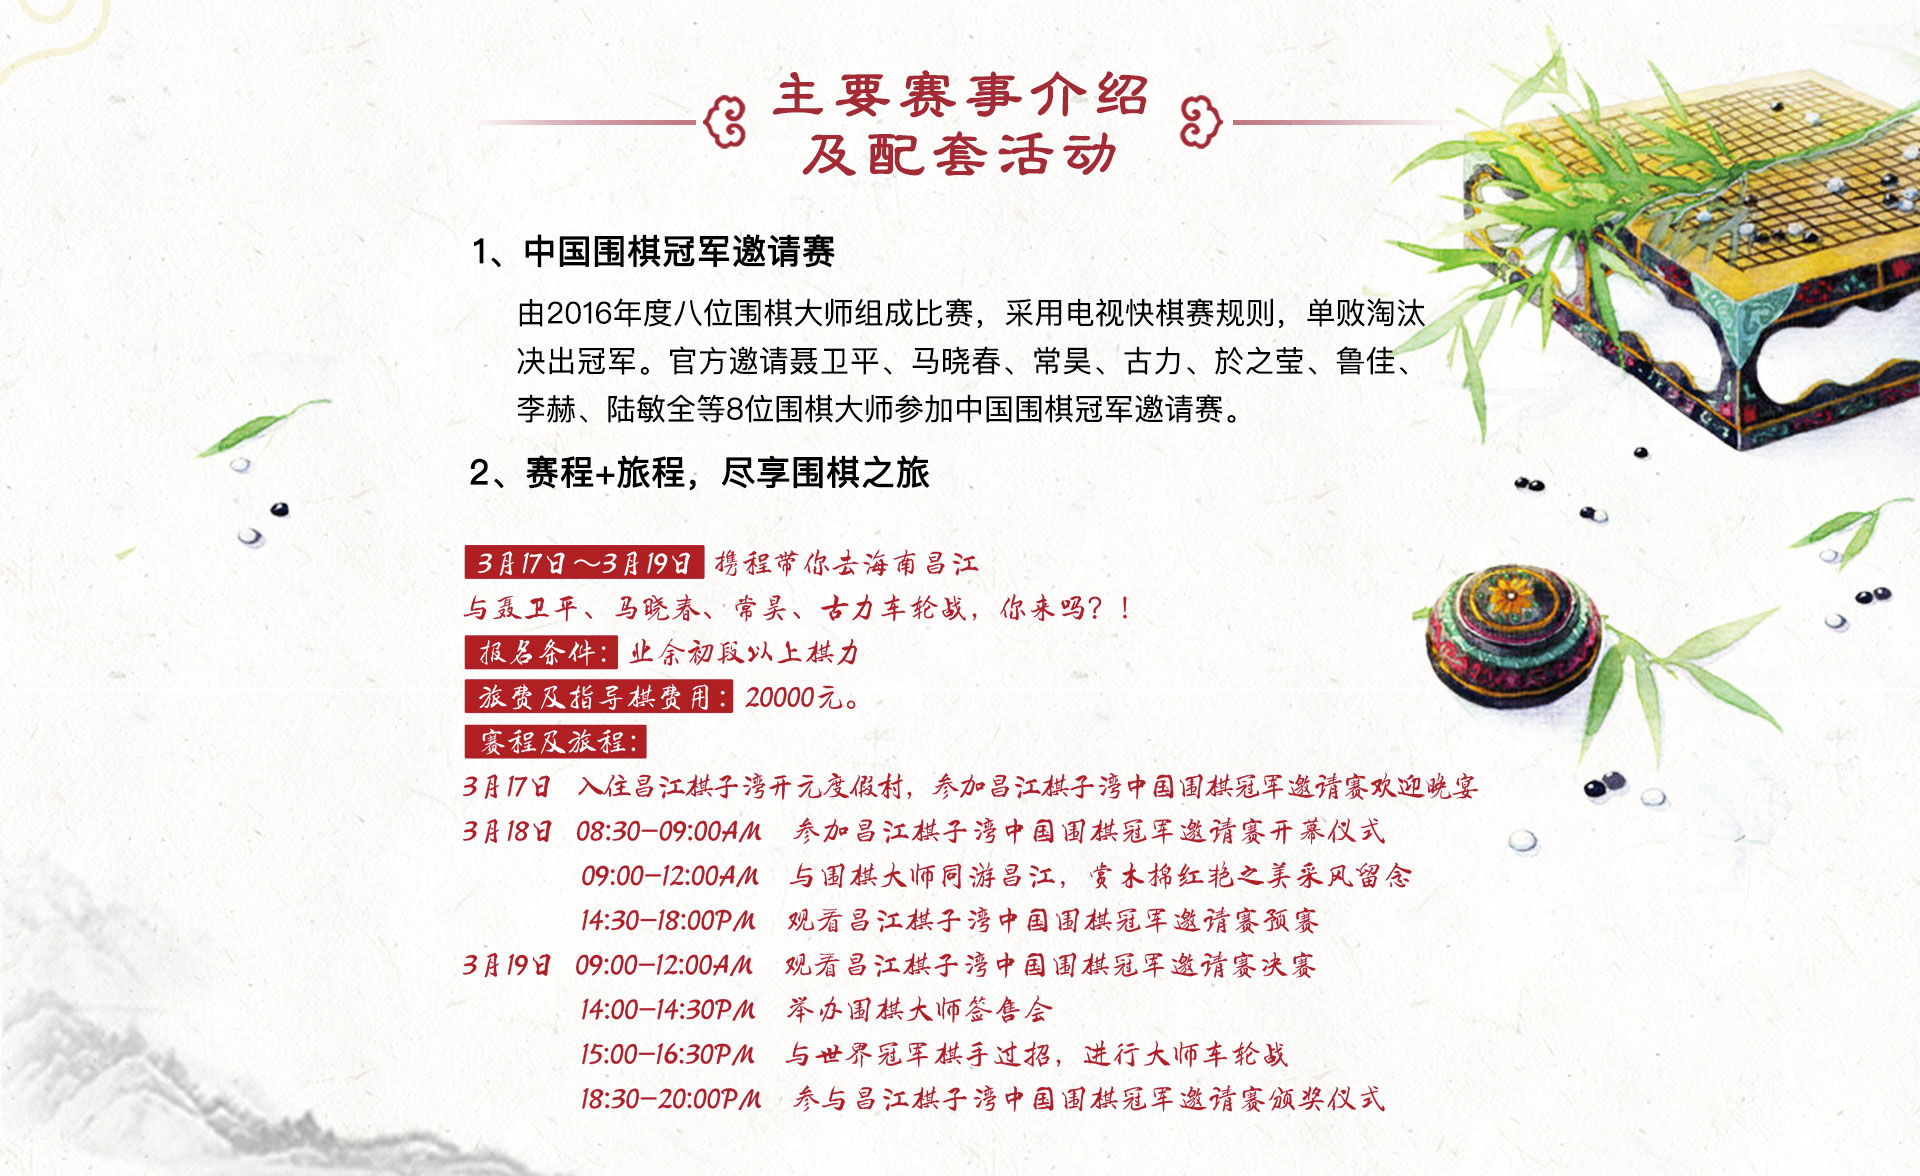 主要赛事介绍
及配套活动
1、中国围棋冠军邀请赛
由2016年度八位围棋大师组成比赛，采用电视快棋赛规则，单败淘汰
决出冠军。官方邀请聂卫平、马晓春、常昊、古力、於之莹、鲁佳、
李赫、陆敏全等8位围棋大师参加中国围棋冠军邀请赛。
2、赛程+旅程，尽享围棋之旅
3月17日～3月19日 携程带你去海南昌江
与聂卫平、马晓春、常昊、古力车轮战，你来吗？！
报名条件： 业余初段以上棋力
旅费及指导棋费用： 20000元。
赛程及旅程：
3月17日 入住昌江棋子湾开元度假村，参加昌江棋子湾中国围棋冠军邀请赛欢迎晚宴
3月18日 08:30-09:00AM 参加昌江棋子湾中国围棋冠军邀请赛开幕仪式
09:00-12:00AM 与围棋大师同游昌江，赏木棉红艳之美采风留念
14:30-18:00PM 观看昌江棋子湾中国围棋冠军邀请赛预赛
3月19日 09:00-12:00AM 观看昌江棋子湾中国围棋冠军邀请赛决赛
14:00-14:30PM 举办围棋大师签售会
15:00-16:30PM 与世界冠军棋手过招，进行大师车轮战
18:30-20:00PM 参与昌江棋子湾中国围棋冠军邀请赛颁奖仪式